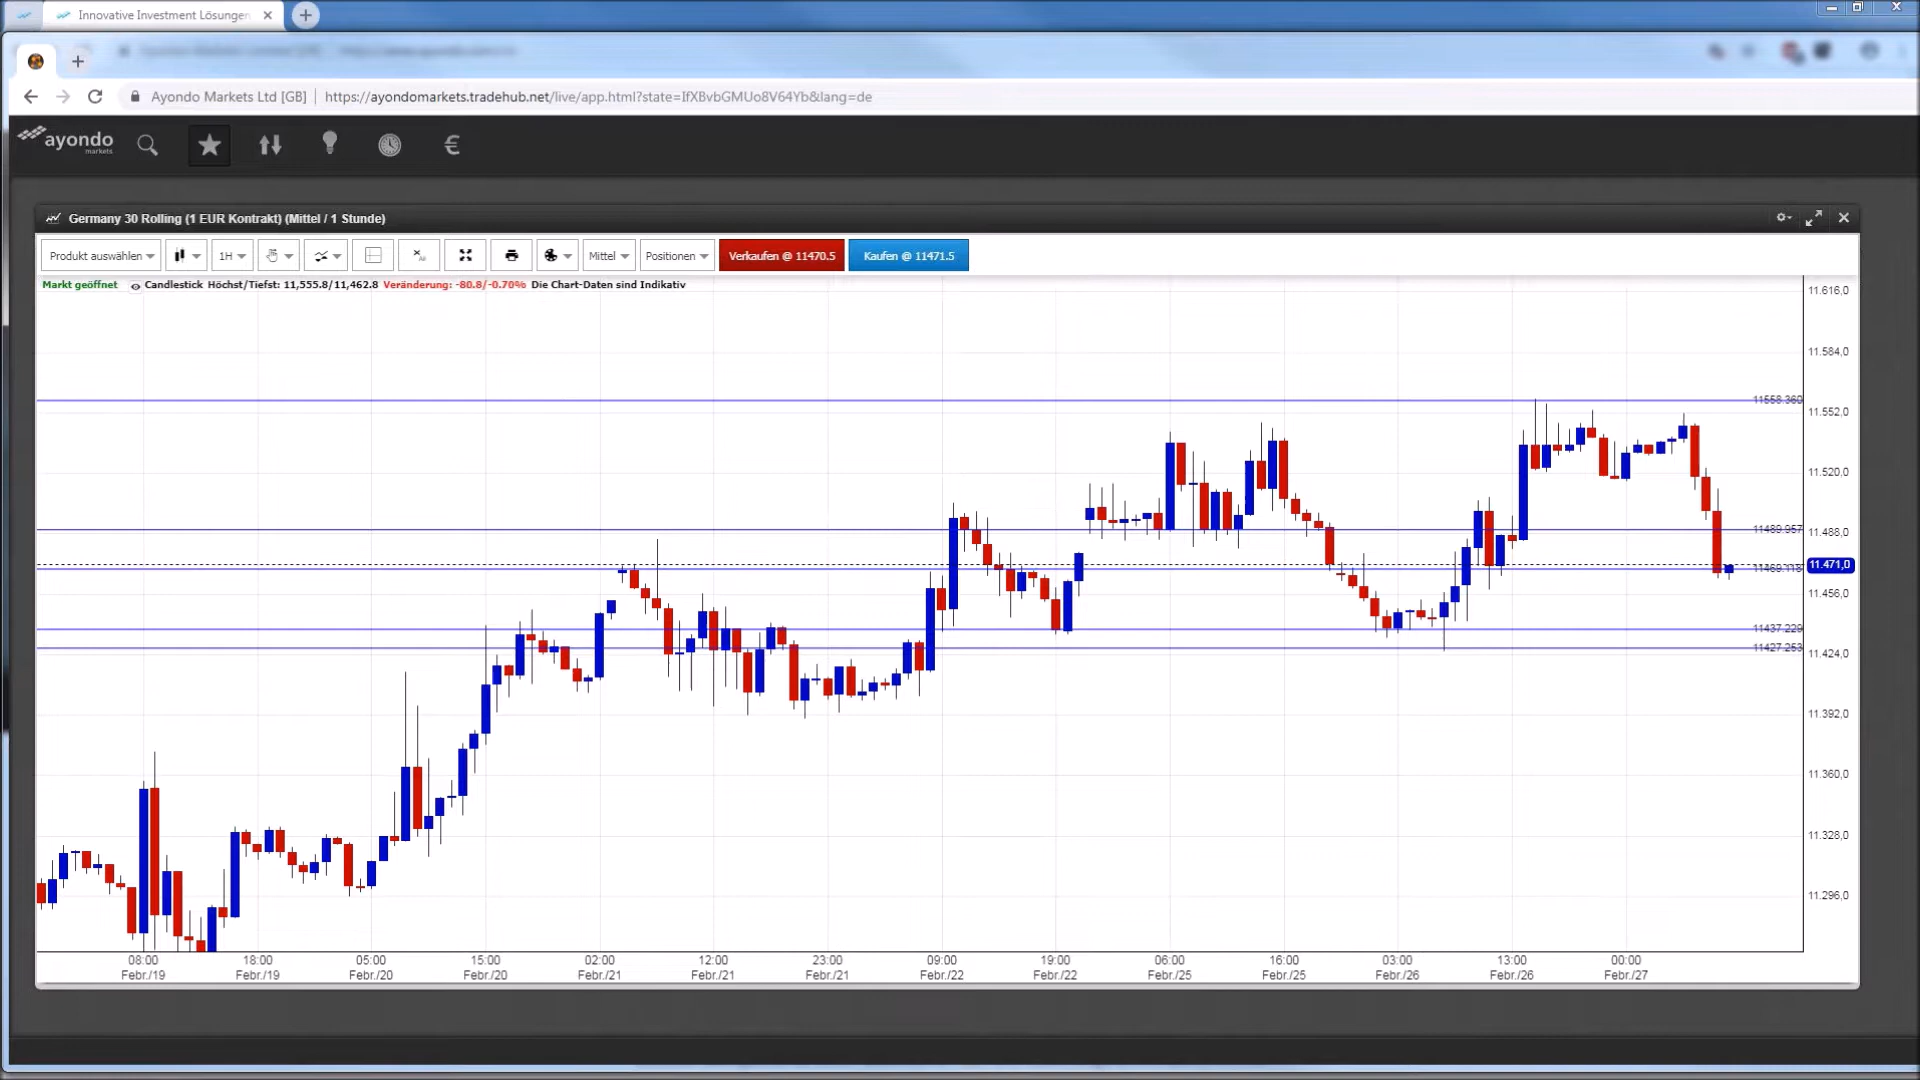 Innovative Investment Lösungen
Ayondo Markets Ltd [GB] https://ayondomarkets.tradehub.net/live/app.html?state=IfXBvbGMUo8V64Yb&lang=de
ayondo
markets
Germany 30 Rolling (1 EUR Kontrakt) (Mittel / 1 Stunde)
Produkt auswählen 1H Mittel Positionen Verkaufen @ 11470.5 Kaufen @ 11471.5
Markt geöffnet Candlestick Höchst/Tiefst: 11,555.8/11,462.8 Veränderung: -80.8/-0.70% Die Chart-Daten sind Indikativ
11.616,0
11.584,0
11558.360
11.552,0
11.520,0
11489.957
11.488,0
11.471,0
11469.118
11.456,0
11437.229
11427.253
11.424,0
11.392,0
11.360,0
11.328,0
11.296,0
08:00 18:00 05:00 15:00 02:00 12:00 23:00 09:00 19:00 06:00 16:00 03:00 13:00 00:00
Febr./19 Febr./19 Febr./20 Febr./20 Febr./21 Febr./21 Febr./21 Febr./22 Febr./22 Febr./25 Febr./25 Febr./26 Febr./26 Febr./27